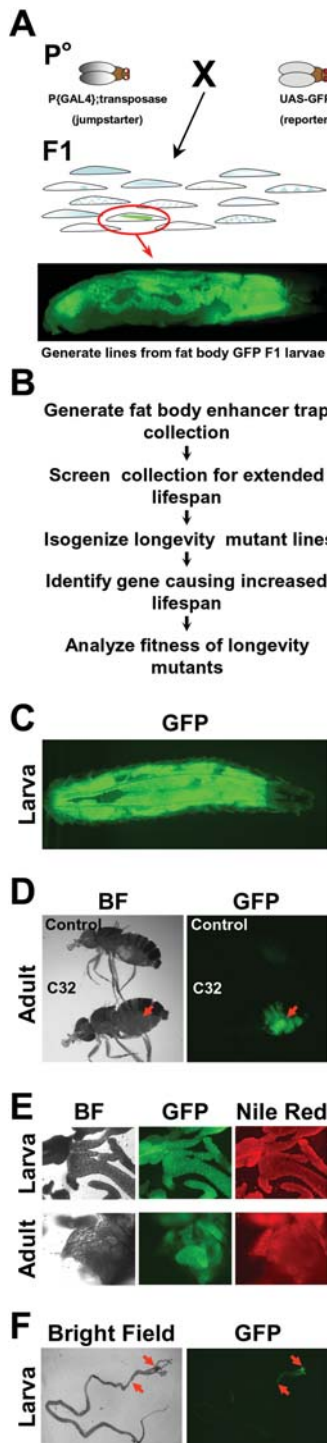 A
P°
X
P{GAL4};transposase
(jumpstarter)
UAS-GFP
(reporter
F1
Generate lines from fat body GFP F1 larvae
B
Generate fat body enhancer trap
collection
Screen collection for extended
lifespan
Isogenize longevity mutant lines
Identify gene causing increased
lifespan
Analyze fitness of longevity
mutants
C
GFP
Larva
D
BF GFP
Adult
Control Control
C32 C32
E
BF GFP Nile Red
Larva
Adult
F
Bright Field GFP
Larva